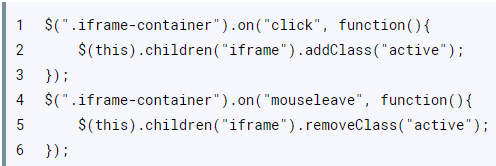 1 $(".iframe-container").on("click", function(){
2     $(this).children("iframe").addClass("active");
3 });
4 $(".iframe-container").on("mouseleave", function(){
5     $(this).children("iframe").removeClass("active");
6 });